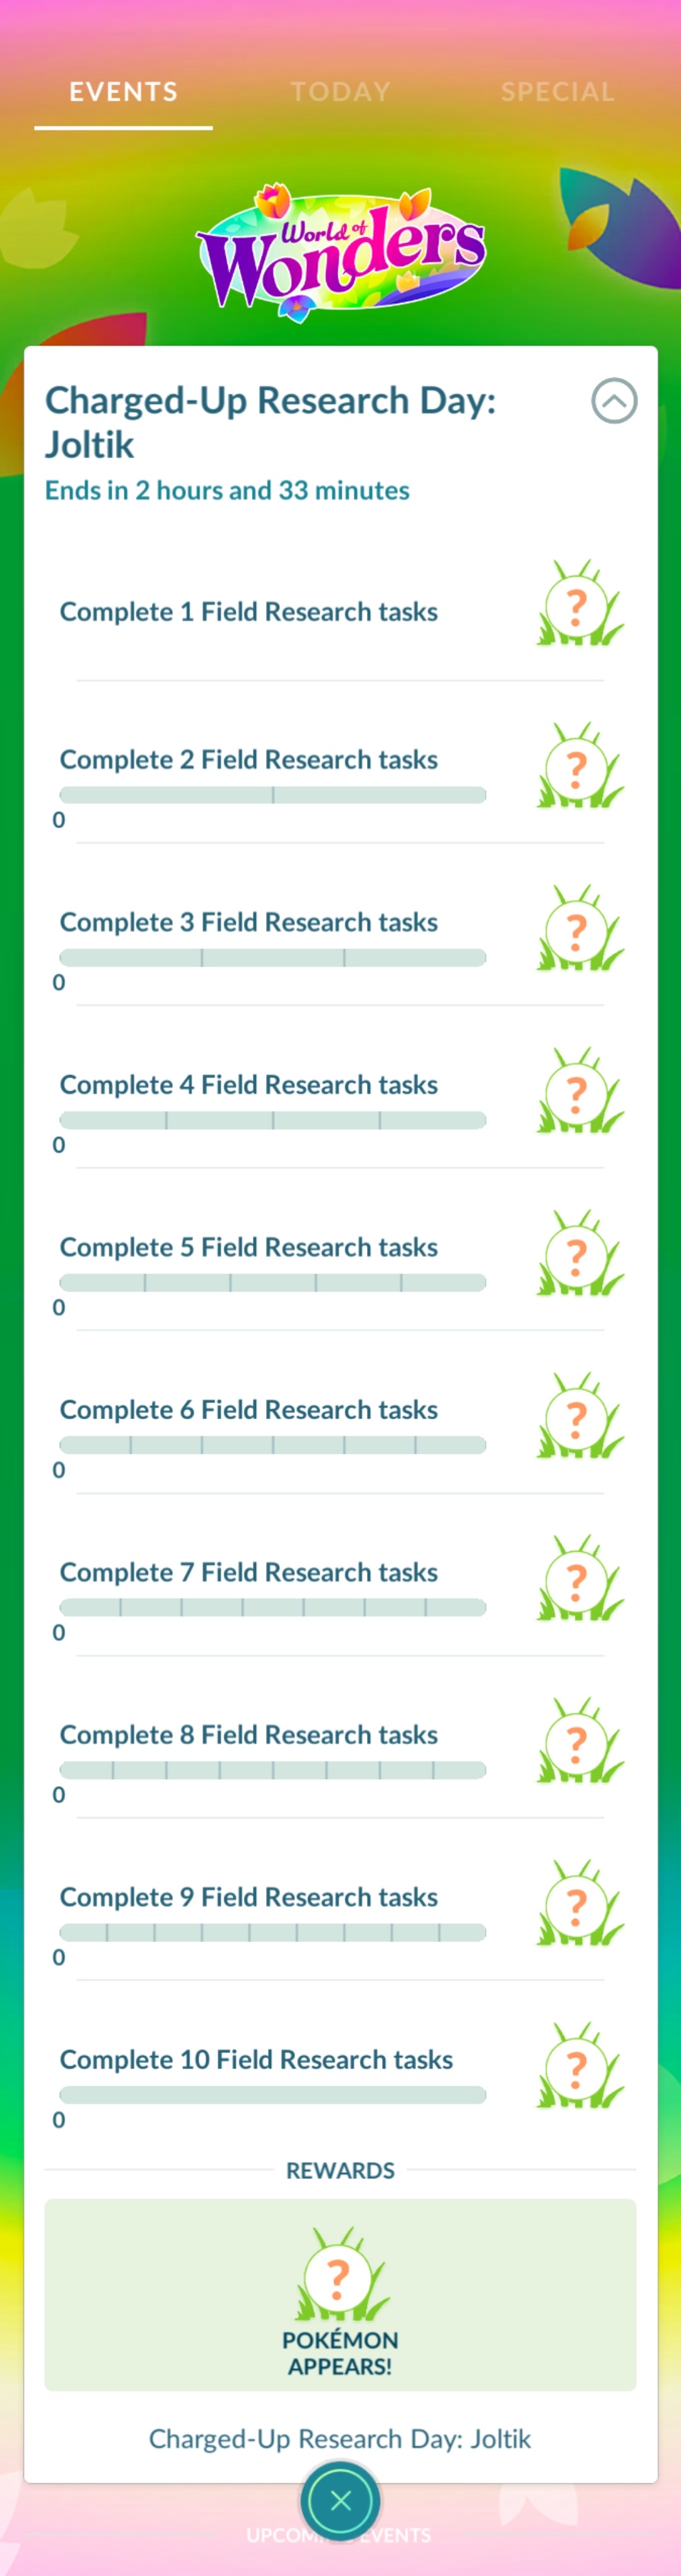 EVENTS TODAY SPECIAL
World of
Wonders
Charged-Up Research Day:
Joltik
Ends in 2 hours and 33 minutes
Complete 1 Field Research tasks
?
Complete 2 Field Research tasks
?
0
Complete 3 Field Research tasks
?
0
Complete 4 Field Research tasks
?
0
Complete 5 Field Research tasks
?
0
Complete 6 Field Research tasks
?
0
Complete 7 Field Research tasks
?
0
Complete 8 Field Research tasks
?
0
Complete 9 Field Research tasks
?
0
Complete 10 Field Research tasks
?
0
REWARDS
?
POKÉMON
APPEARS!
Charged-Up Research Day: Joltik
EVENTS